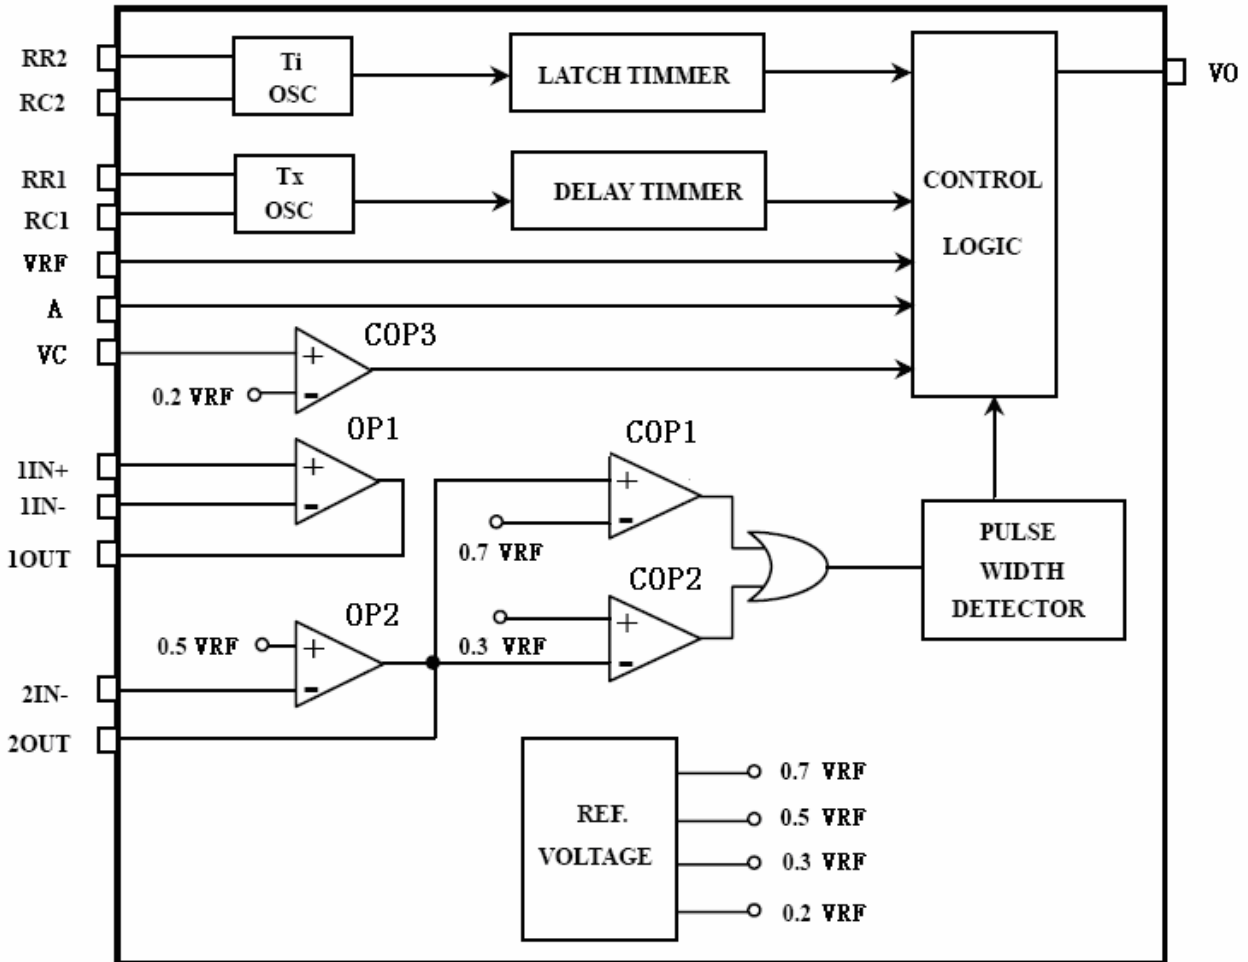 RR2
Ti
OSC
LATCH TIMMER
VO
RC2
RR1
Tx
OSC
DELAY TIMMER
CONTROL
LOGIC
RC1
VRF
A
VC
COP3
+
-
0.2 VRF
OP1
COP1
1IN+
+
-
1IN-
+
-
0.7 VRF
1OUT
PULSE
WIDTH
DETECTOR
COP2
OP2
+
-
0.3 VRF
0.5 VRF
+
-
2IN-
2OUT
REF.
VOLTAGE
0.7 VRF
0.5 VRF
0.3 VRF
0.2 VRF